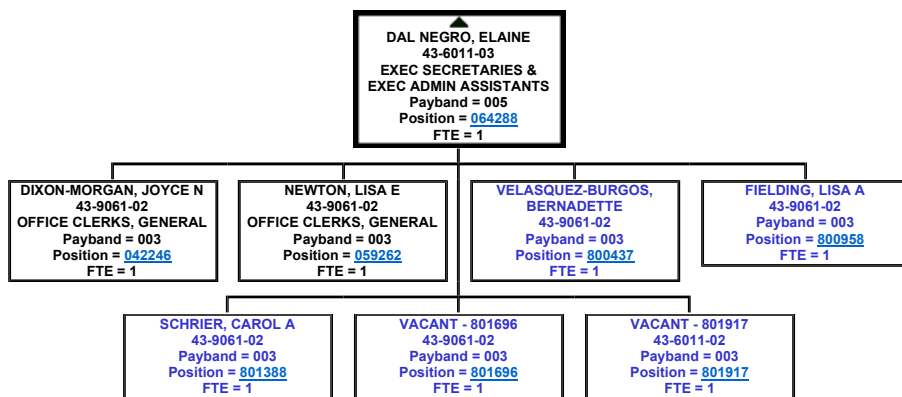 DAL NEGRO, ELAINE
43-6011-03
EXEC SECRETARIES &
EXEC ADMIN ASSISTANTS
Payband = 005
Position = 064288
FTE = 1
DIXON-MORGAN, JOYCE N
43-9061-02
OFFICE CLERKS, GENERAL
Payband = 003
Position = 042246
FTE = 1
NEWTON, LISA E
43-9061-02
OFFICE CLERKS, GENERAL
Payband = 003
Position = 059262
FTE = 1
VELASQUEZ-BURGOS,
BERNADETTE
43-9061-02
Payband = 003
Position = 800437
FTE = 1
FIELDING, LISA A
43-9061-02
Payband = 003
Position = 800958
FTE = 1
SCHRIER, CAROL A
43-9061-02
Payband = 003
Position = 801388
FTE = 1
VACANT - 801696
43-9061-02
Payband = 003
Position = 801696
FTE = 1
VACANT - 801917
43-6011-02
Payband = 003
Position = 801917
FTE = 1